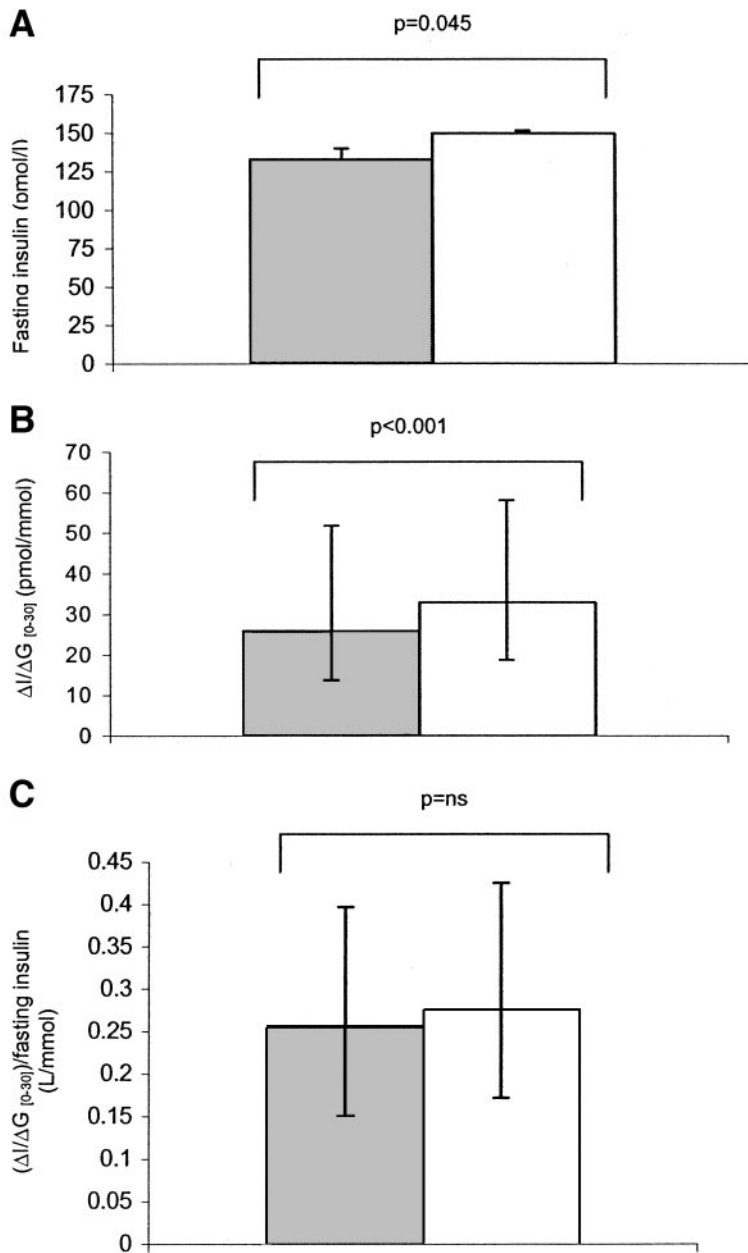 A
p=0.045
Fasting insulin (pmol/l)
175
150
125
100
75
50
25
0
B
p<0.001
ΔI/ΔG [0-30] (pmol/mmol)
70
60
50
40
30
20
10
0
C
p=ns
(ΔI/ΔG [0-30])/fasting insulin
(L/mmol)
0.45
0.4
0.35
0.3
0.25
0.2
0.15
0.1
0.05
0